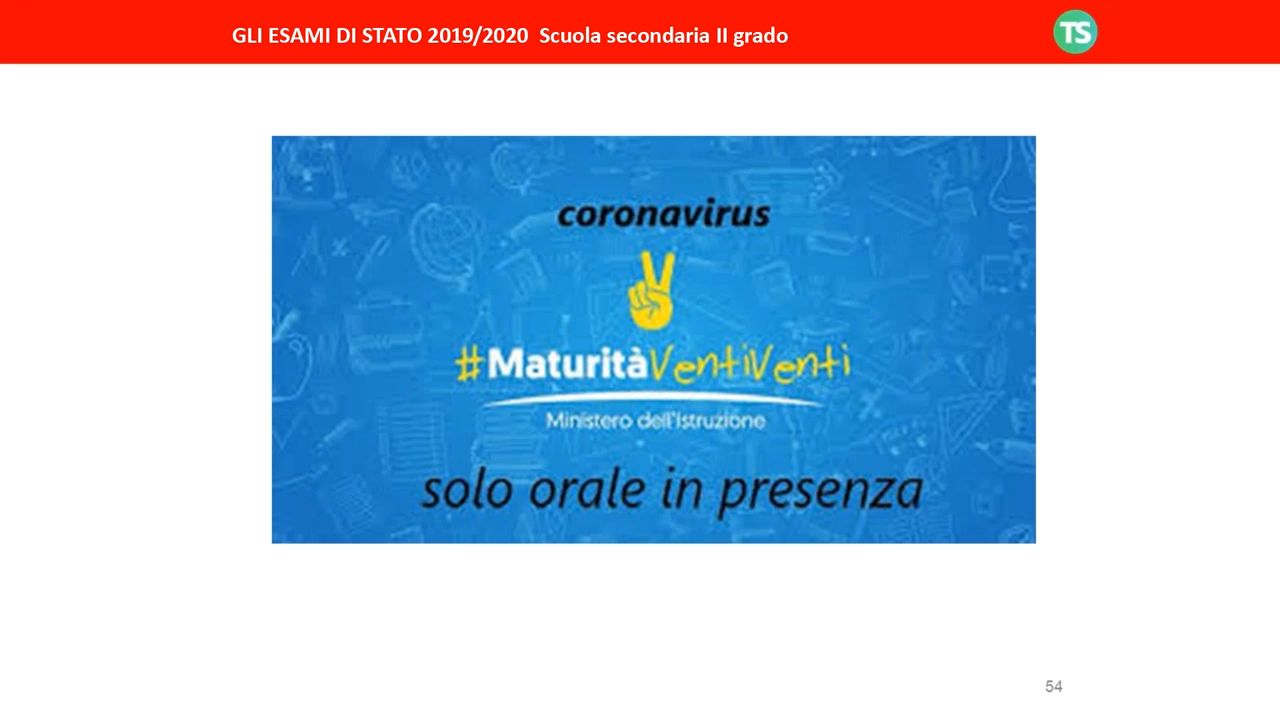 GLI ESAMI DI STATO 2019/2020 Scuola secondaria II grado
TS
coronavirus
#MaturitàVentiVenti
Ministero dell'Istruzione
solo orale in presenza
54